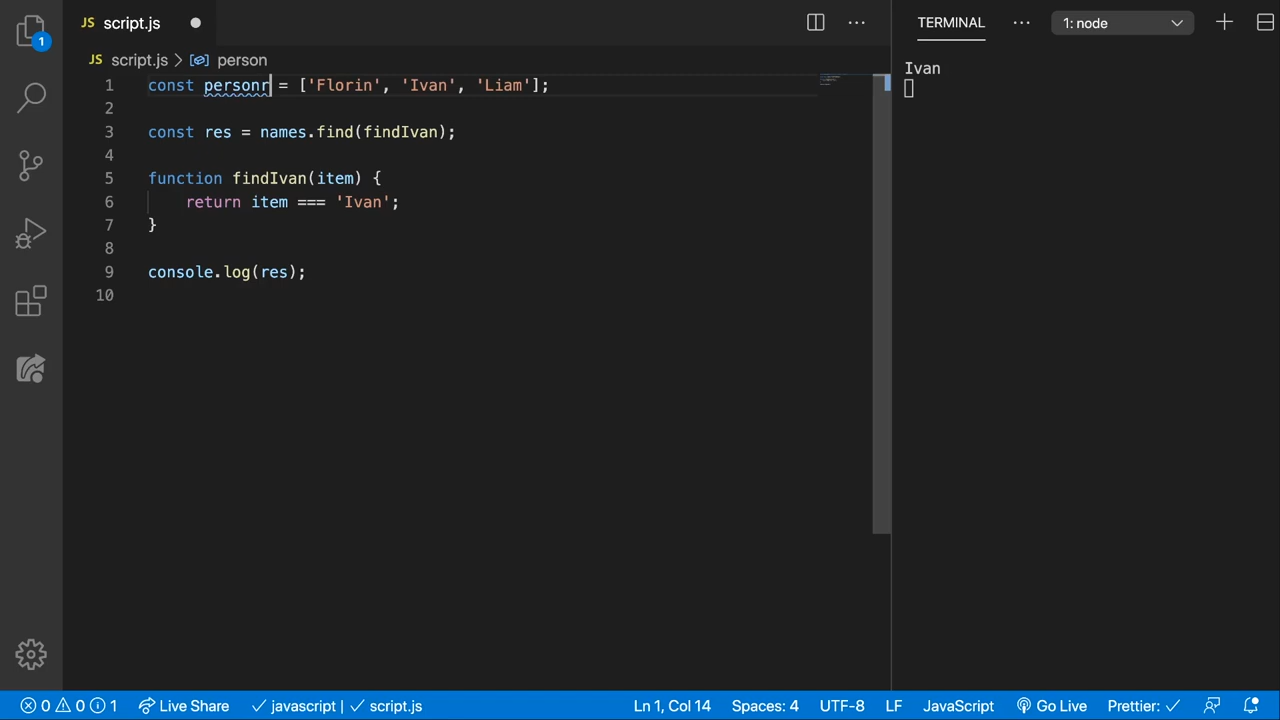 1
JS script.js
JS script.js > person
1 const personr = ['Florin', 'Ivan', 'Liam'];
2
3 const res = names.find(findIvan);
4
5 function findIvan(item) {
6 return item === 'Ivan';
7 }
8
9 console.log(res);
10
TERMINAL ··· 1: node
Ivan
0 0 1 Live Share ✓ javascript | ✓ script.js Ln 1, Col 14 Spaces: 4 UTF-8 LF JavaScript Go Live Prettier: ✓